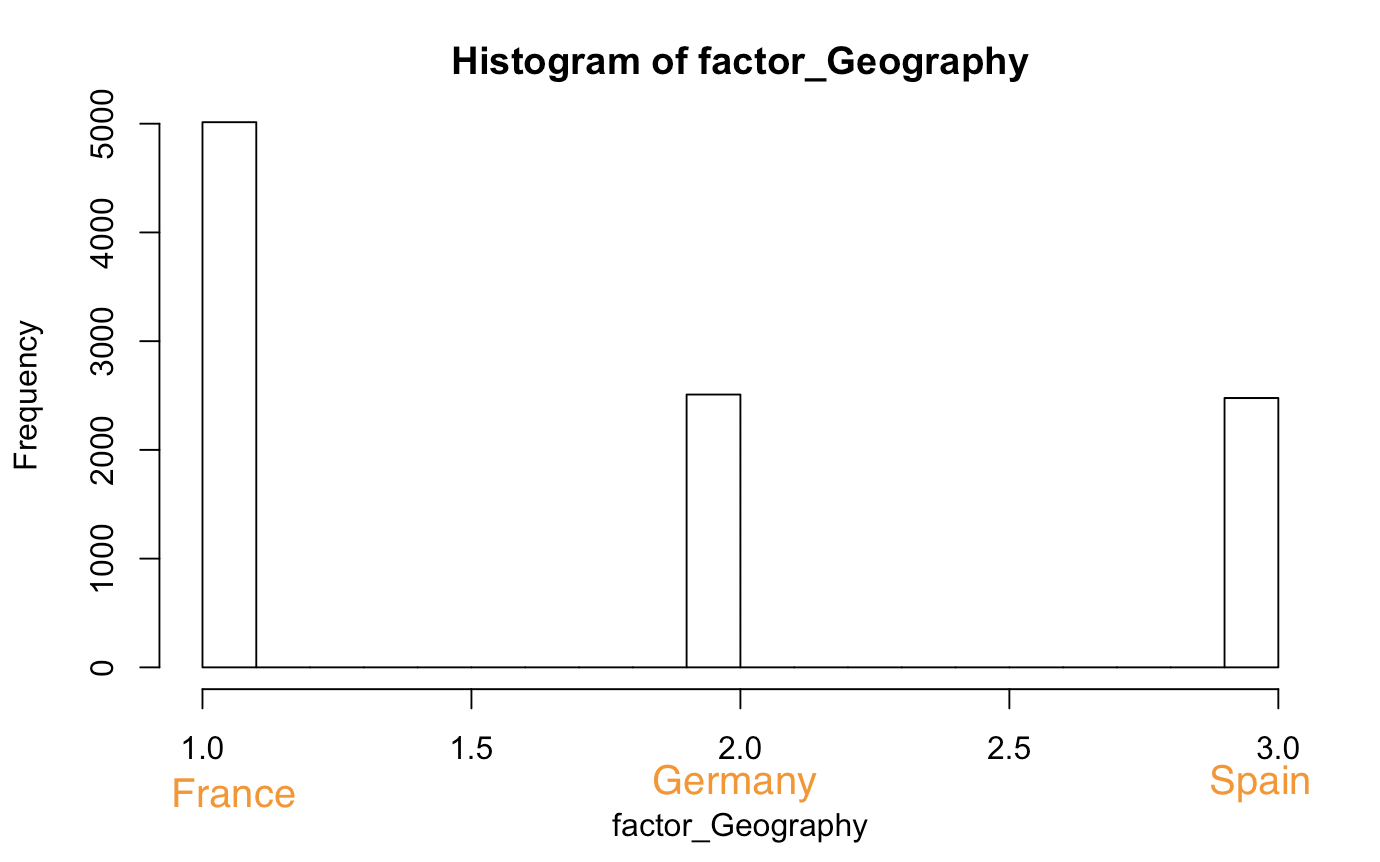 Histogram of factor_Geography
Frequency
5000
4000
3000
2000
1000
0
1.0 1.5 2.0 2.5 3.0
France Germany Spain
factor_Geography